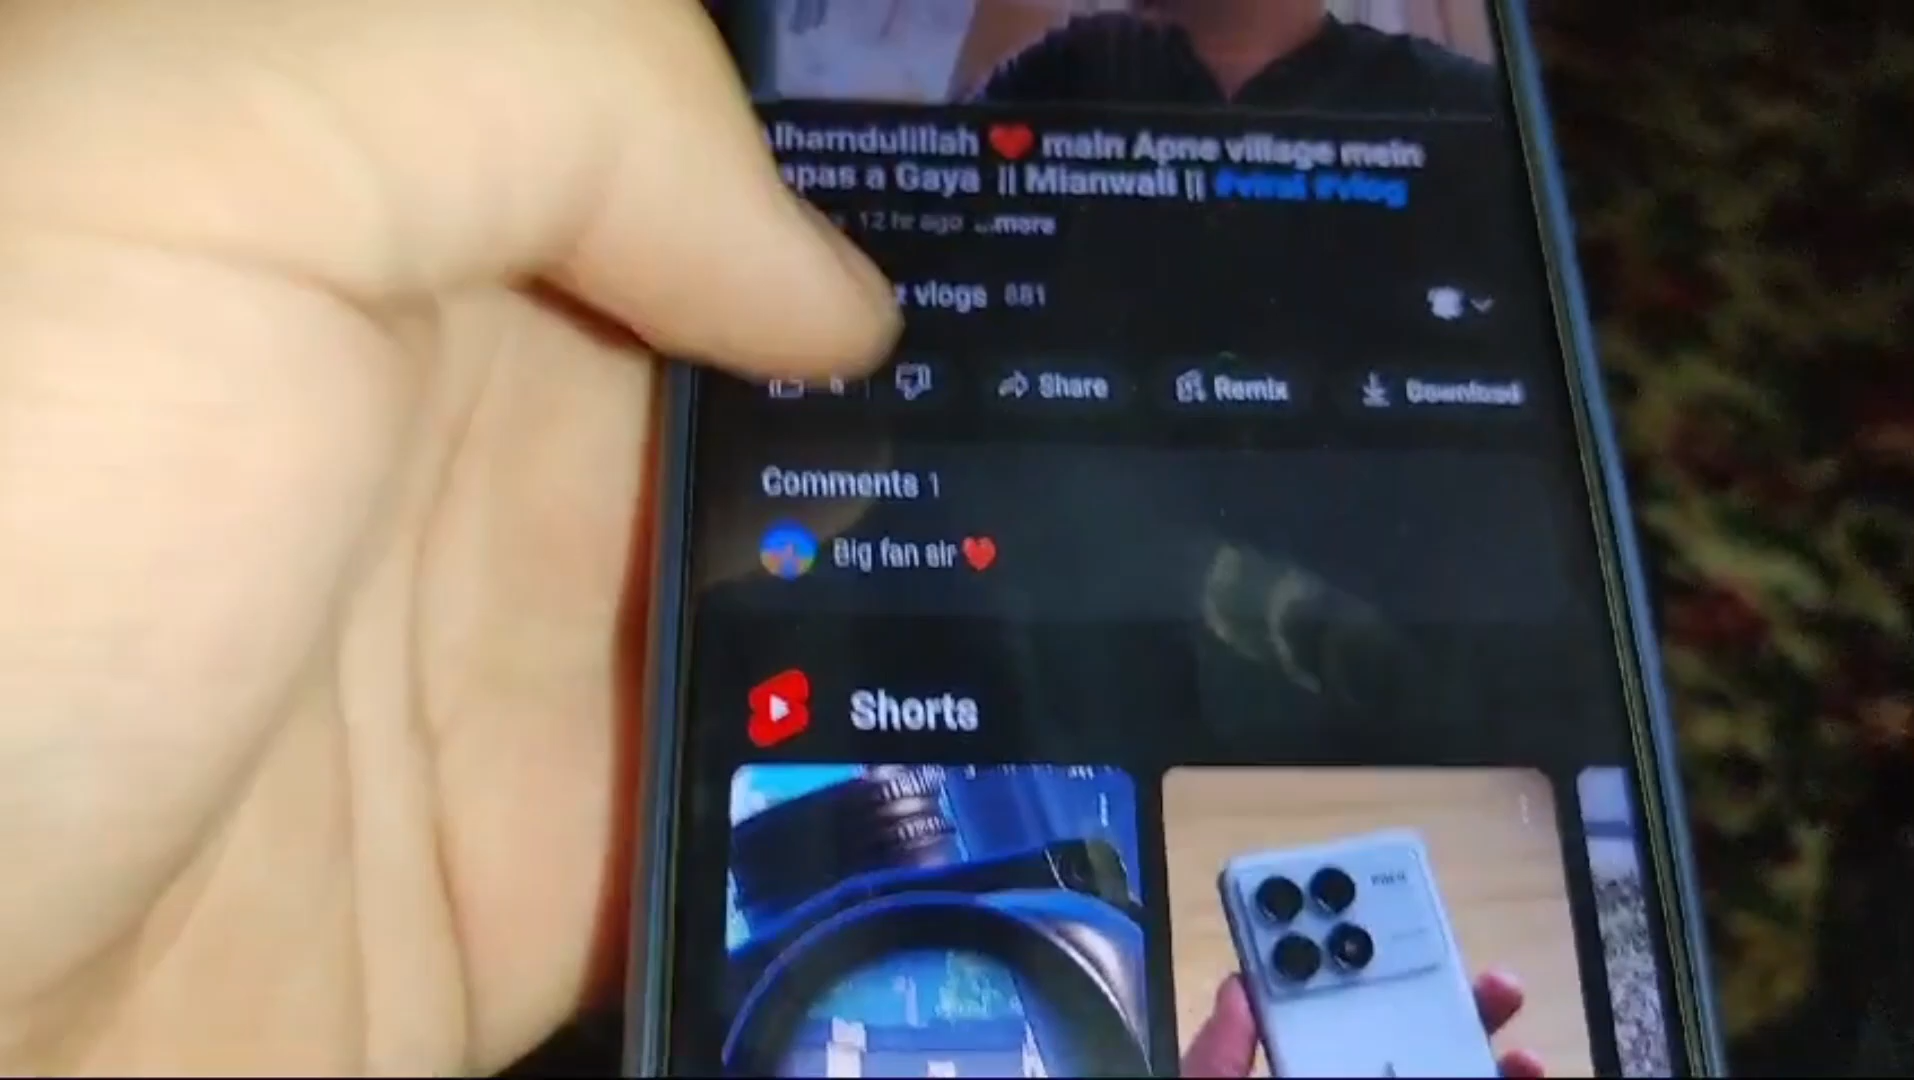 lhamdulillah ❤️ main Apne village mein
apas a Gaya || Mianwali || #viral #vlog
12 hr ago ...more
z vlogs 881
6 Share Remix Download
Comments 1
Big fan sir ❤️
Shorts